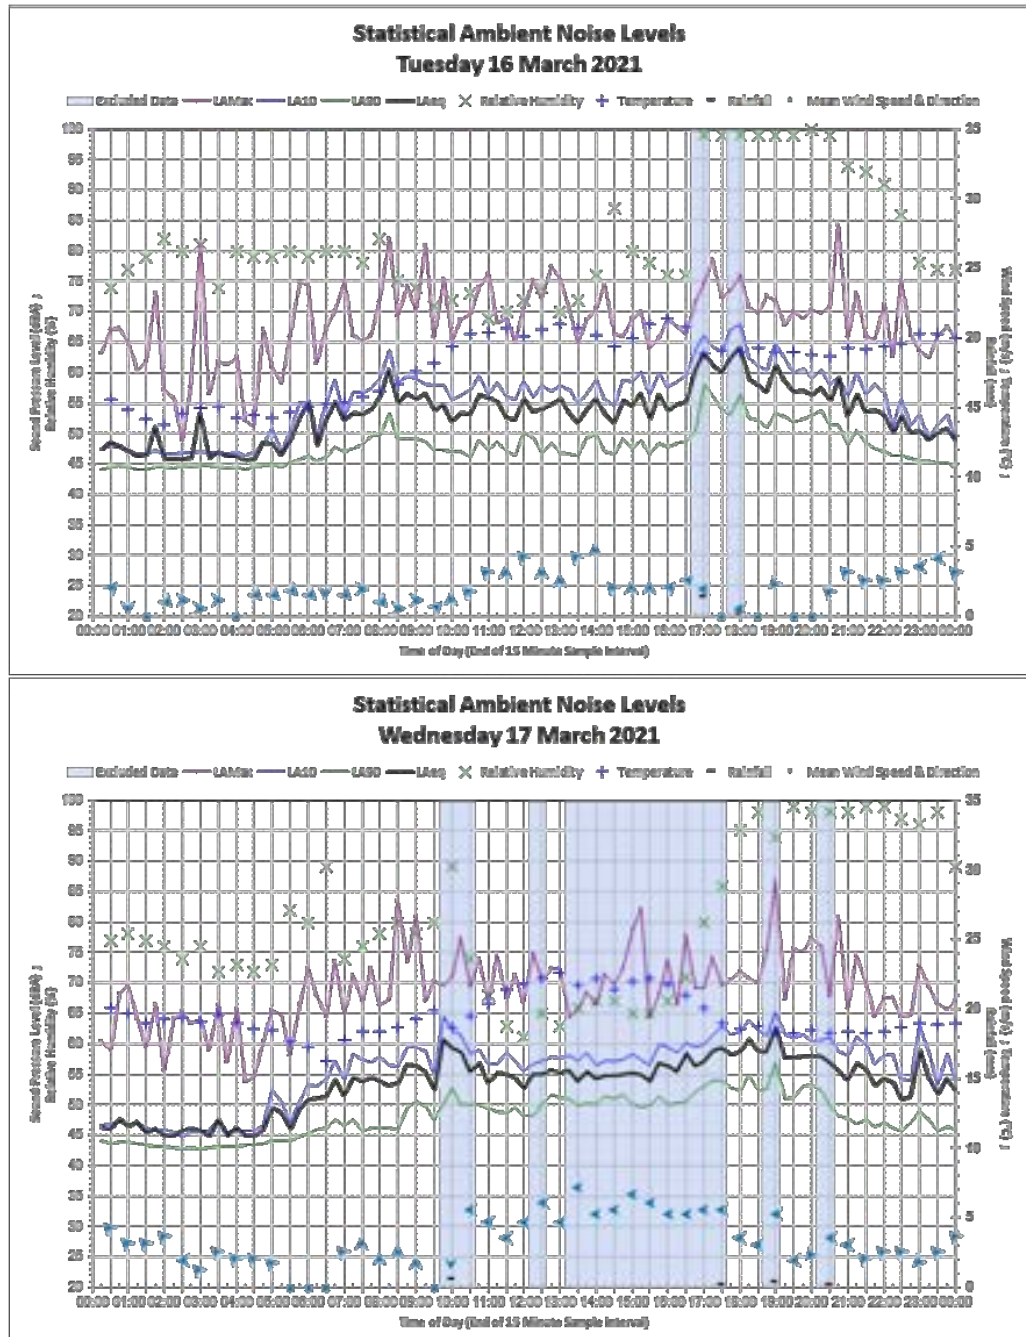 Statistical Ambient Noise Levels
Tuesday 16 March 2021
Excluded Data LAMax LA10 LA90 LAeq Relative Humidity Temperature Rainfall Mean Wind Speed & Direction
100 95 90 85 80 75 70 65 60 55 50 45 40 35 30 25 20
Sound Pressure Level (dBA) ;
Relative Humidity (%)
35 30 25 20 15 10 5 0
Wind Speed (m/s) ; Temperature (°C) ;
Rainfall (mm)
00:00 01:00 02:00 03:00 04:00 05:00 06:00 07:00 08:00 09:00 10:00 11:00 12:00 13:00 14:00 15:00 16:00 17:00 18:00 19:00 20:00 21:00 22:00 23:00 00:00
Time of Day (End of 15 Minute Sample Interval)
Statistical Ambient Noise Levels
Wednesday 17 March 2021
Excluded Data LAMax LA10 LA90 LAeq Relative Humidity Temperature Rainfall Mean Wind Speed & Direction
100 95 90 85 80 75 70 65 60 55 50 45 40 35 30 25 20
Sound Pressure Level (dBA) ;
Relative Humidity (%)
35 30 25 20 15 10 5 0
Wind Speed (m/s) ; Temperature (°C) ;
Rainfall (mm)
00:00 01:00 02:00 03:00 04:00 05:00 06:00 07:00 08:00 09:00 10:00 11:00 12:00 13:00 14:00 15:00 16:00 17:00 18:00 19:00 20:00 21:00 22:00 23:00 00:00
Time of Day (End of 15 Minute Sample Interval)